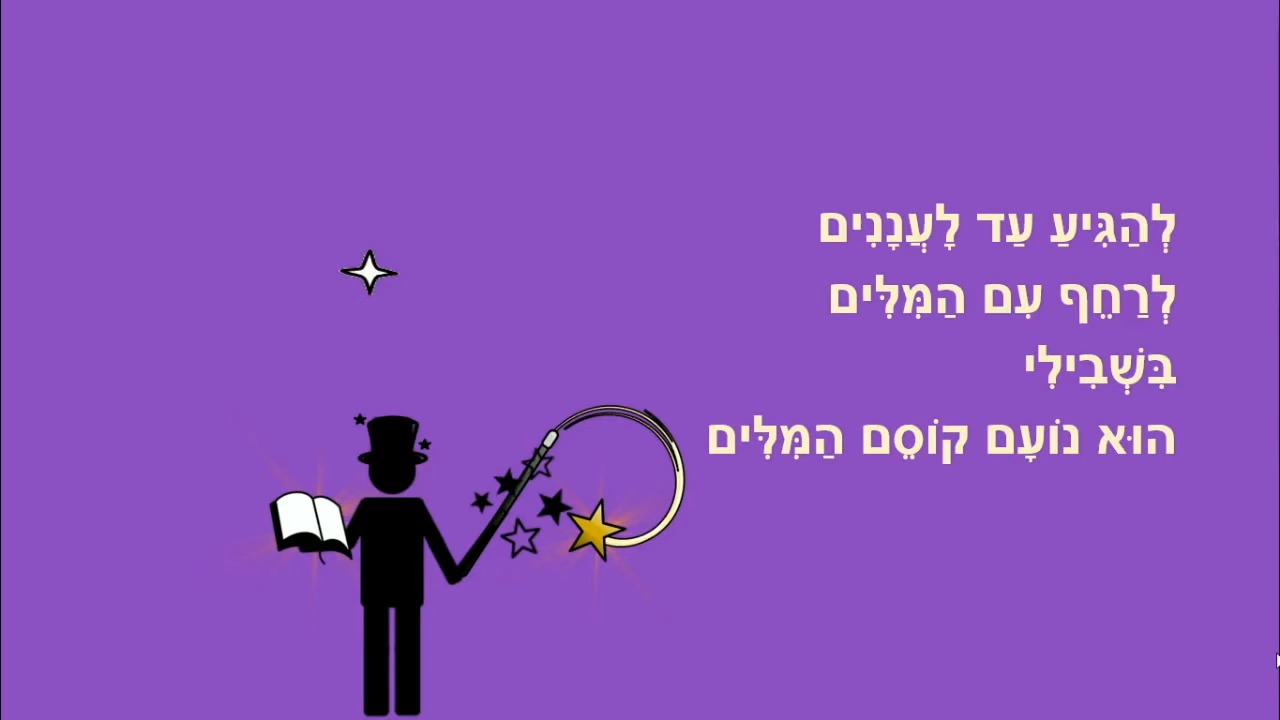 לְהַגִּיעַ עַד לָעֲנָנִים
לְרַחֵף עִם הַמִּלִּים
בִּשְׁבִילִי
הוּא נוֹעָם קוֹסֵם הַמִּלִּים